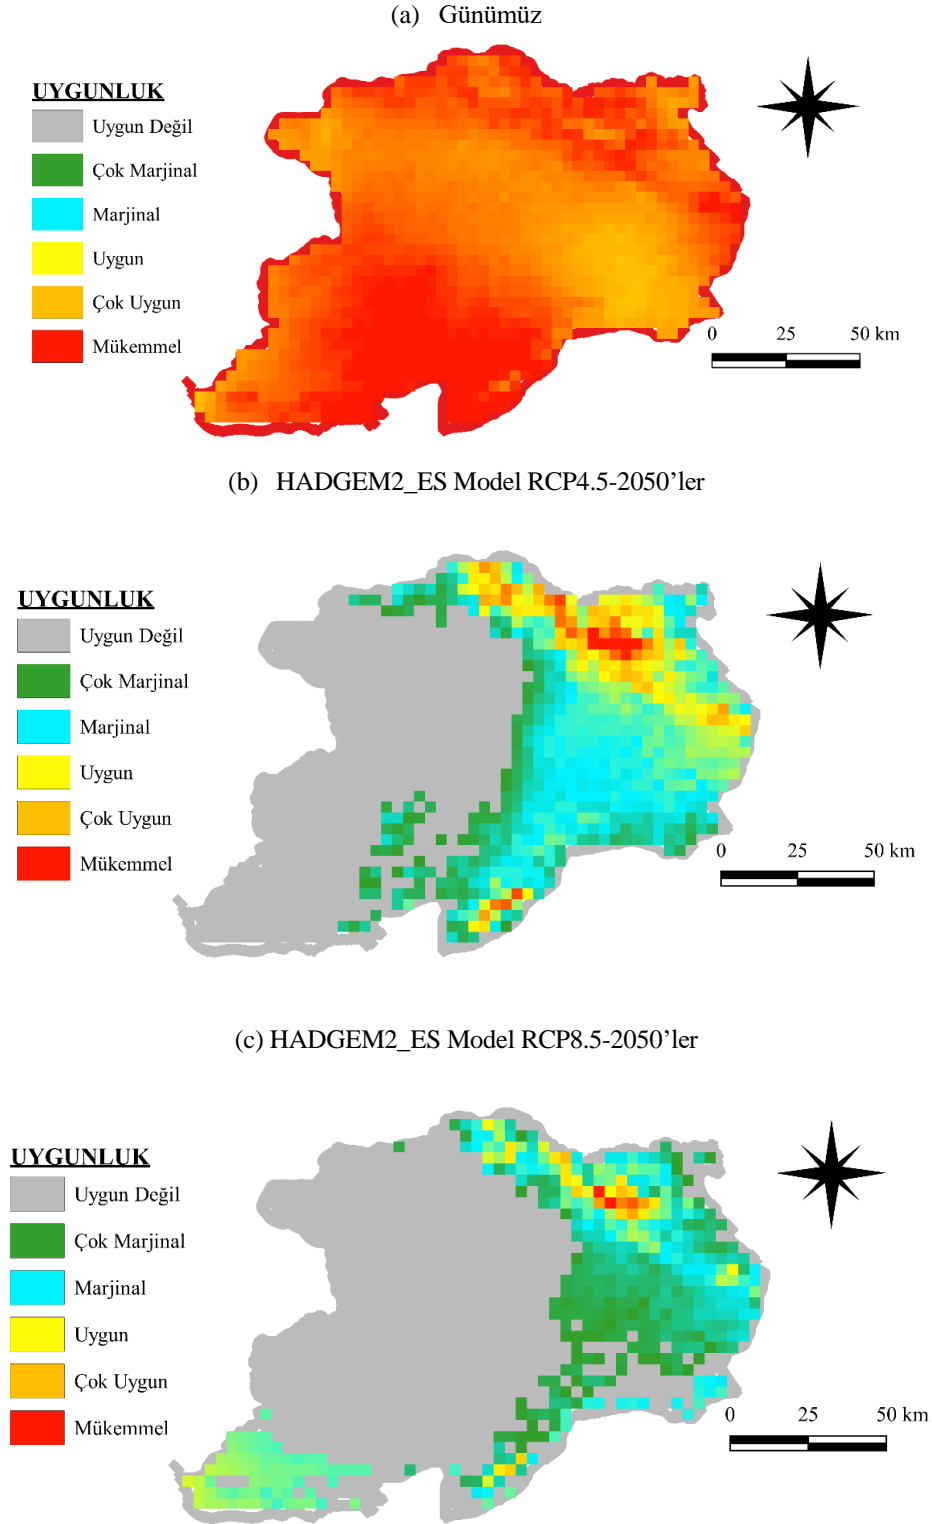 (a) Günümüz
UYGUNLUK
Uygun Değil
Çok Marjinal
Marjinal
Uygun
Çok Uygun
Mükemmel
0 25 50 km
(b) HADGEM2_ES Model RCP4.5-2050’ler
UYGUNLUK
Uygun Değil
Çok Marjinal
Marjinal
Uygun
Çok Uygun
Mükemmel
0 25 50 km
(c) HADGEM2_ES Model RCP8.5-2050’ler
UYGUNLUK
Uygun Değil
Çok Marjinal
Marjinal
Uygun
Çok Uygun
Mükemmel
0 25 50 km